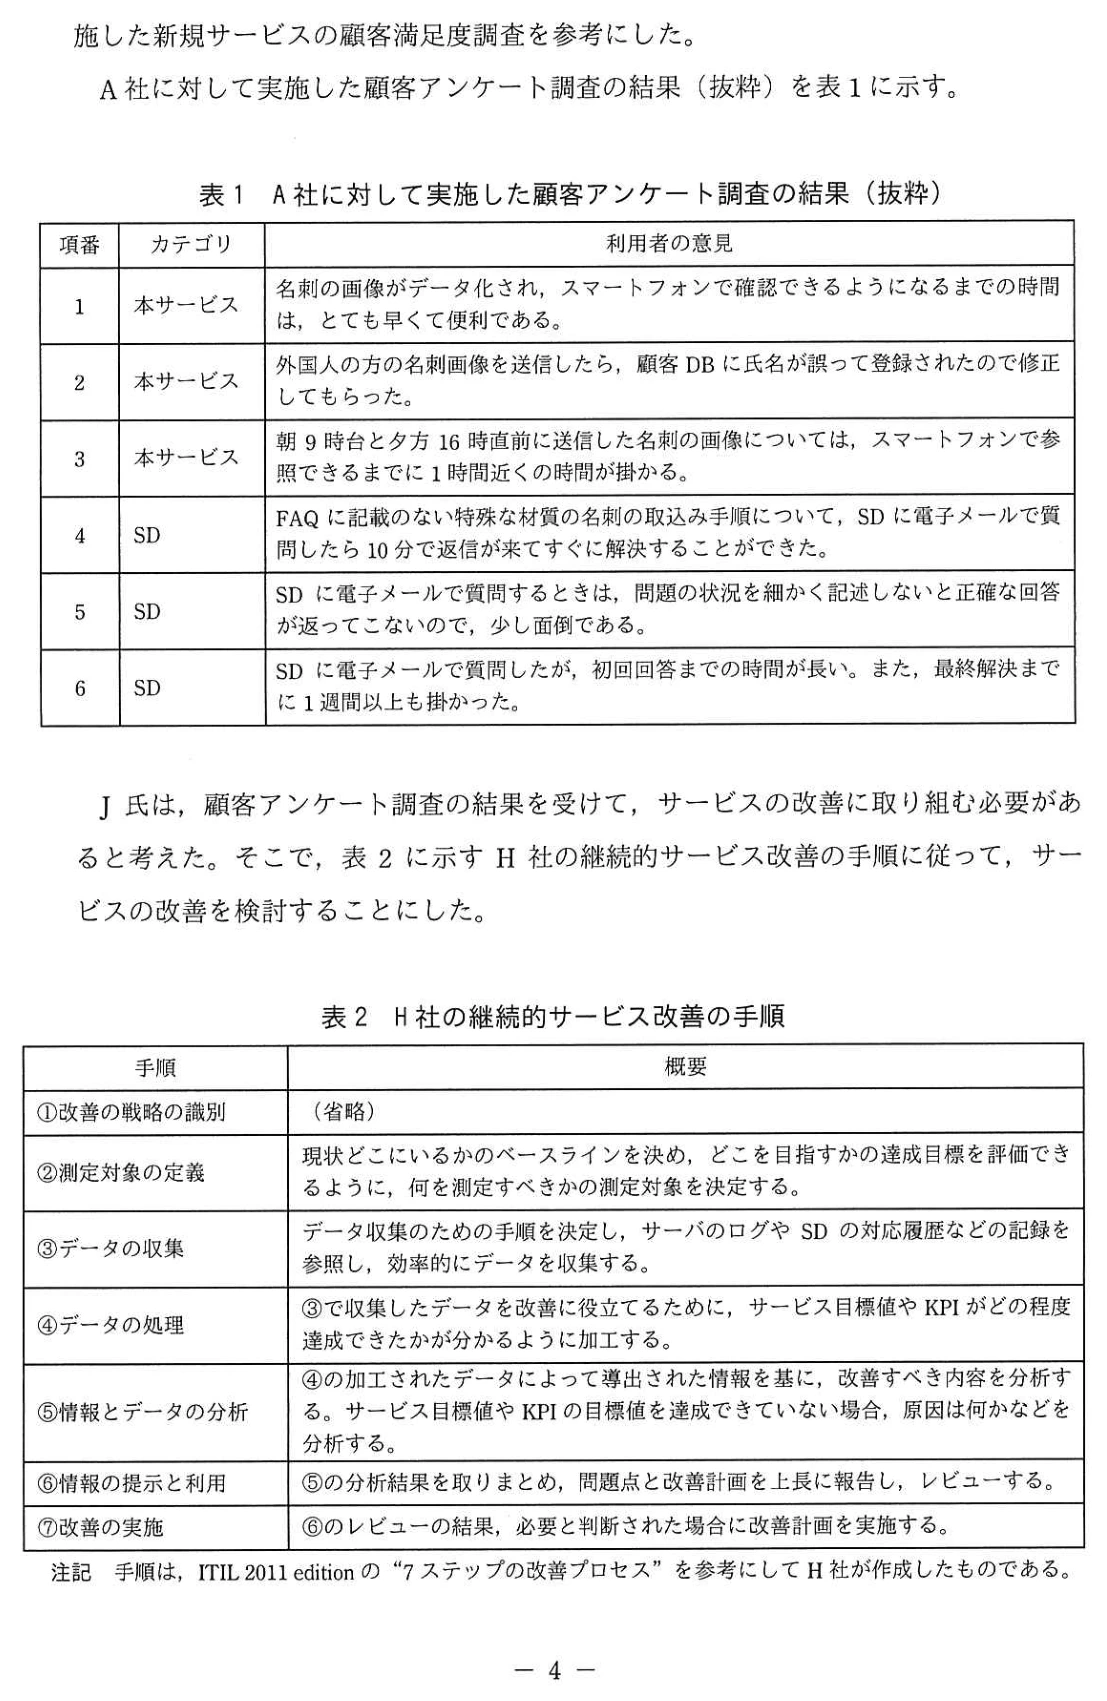 施した新規サービスの顧客満足度調査を参考にした。
A 社に対して実施した顧客アンケート調査の結果（抜粋）を表 1 に示す。
表 1　A 社に対して実施した顧客アンケート調査の結果（抜粋）
項番 カテゴリ 利用者の意見
1 本サービス 名刺の画像がデータ化され，スマートフォンで確認できるようになるまでの時間
は，とても早くて便利である。
2 本サービス 外国人の方の名刺画像を送信したら，顧客 DB に氏名が誤って登録されたので修正
してもらった。
3 本サービス 朝 9 時台と夕方 16 時直前に送信した名刺の画像については，スマートフォンで参
照できるまでに 1 時間近くの時間が掛かる。
4 SD FAQ に記載のない特殊な材質の名刺の取込み手順について，SD に電子メールで質
問したら 10 分で返信が来てすぐに解決することができた。
5 SD SD に電子メールで質問するときは，問題の状況を細かく記述しないと正確な回答
が返ってこないので，少し面倒である。
6 SD SD に電子メールで質問したが，初回回答までの時間が長い。また，最終解決まで
に 1 週間以上も掛かった。
J 氏は，顧客アンケート調査の結果を受けて，サービスの改善に取り組む必要があ
ると考えた。そこで，表 2 に示す H 社の継続的サービス改善の手順に従って，サー
ビスの改善を検討することにした。
表 2　H 社の継続的サービス改善の手順
手順 概要
①改善の戦略の識別 （省略）
②測定対象の定義 現状どこにいるかのベースラインを決め，どこを目指すかの達成目標を評価でき
るように，何を測定すべきかの測定対象を決定する。
③データの収集 データ収集のための手順を決定し，サーバのログや SD の対応履歴などの記録を
参照し，効率的にデータを収集する。
④データの処理 ③で収集したデータを改善に役立てるために，サービス目標値や KPI がどの程度
達成できたかが分かるように加工する。
⑤情報とデータの分析 ④の加工されたデータによって導出された情報を基に，改善すべき内容を分析す
る。サービス目標値や KPI の目標値を達成できていない場合，原因は何かなどを
分析する。
⑥情報の提示と利用 ⑤の分析結果を取りまとめ，問題点と改善計画を上長に報告し，レビューする。
⑦改善の実施 ⑥のレビューの結果，必要と判断された場合に改善計画を実施する。
注記　手順は，ITIL 2011 edition の “7 ステップの改善プロセス” を参考にして H 社が作成したものである。
－ 4 －